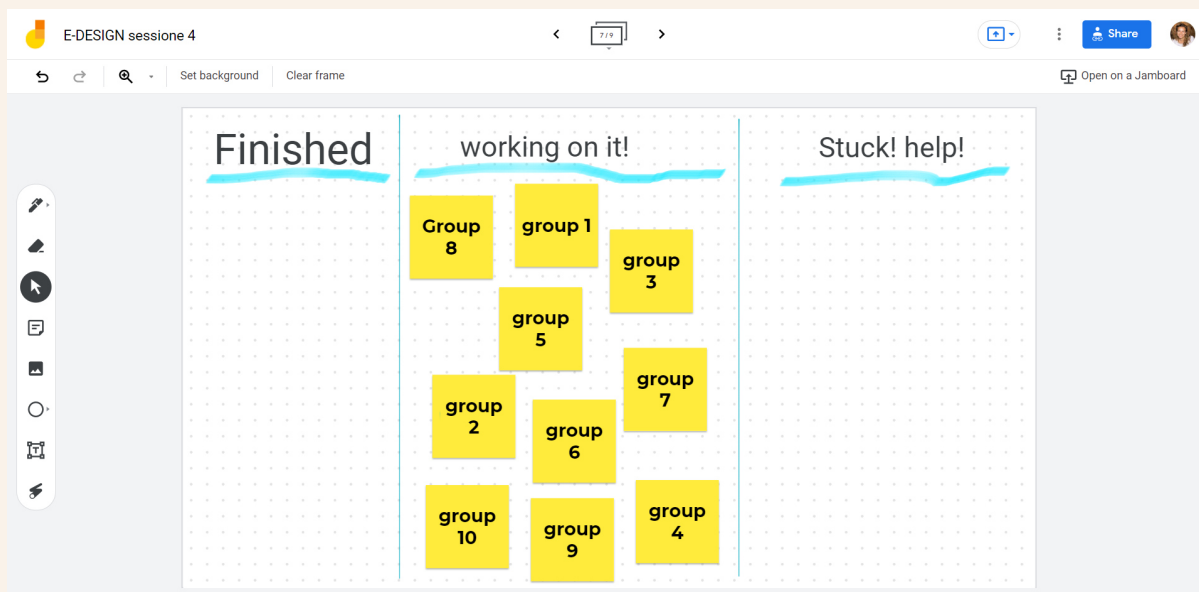 E-DESIGN sessione 4
7 / 9
Share
Set background
Clear frame
Open on a Jamboard
Finished
working on it!
Stuck! help!
Group
8
group 1
group
3
group
5
group
7
group
2
group
6
group
10
group
9
group
4